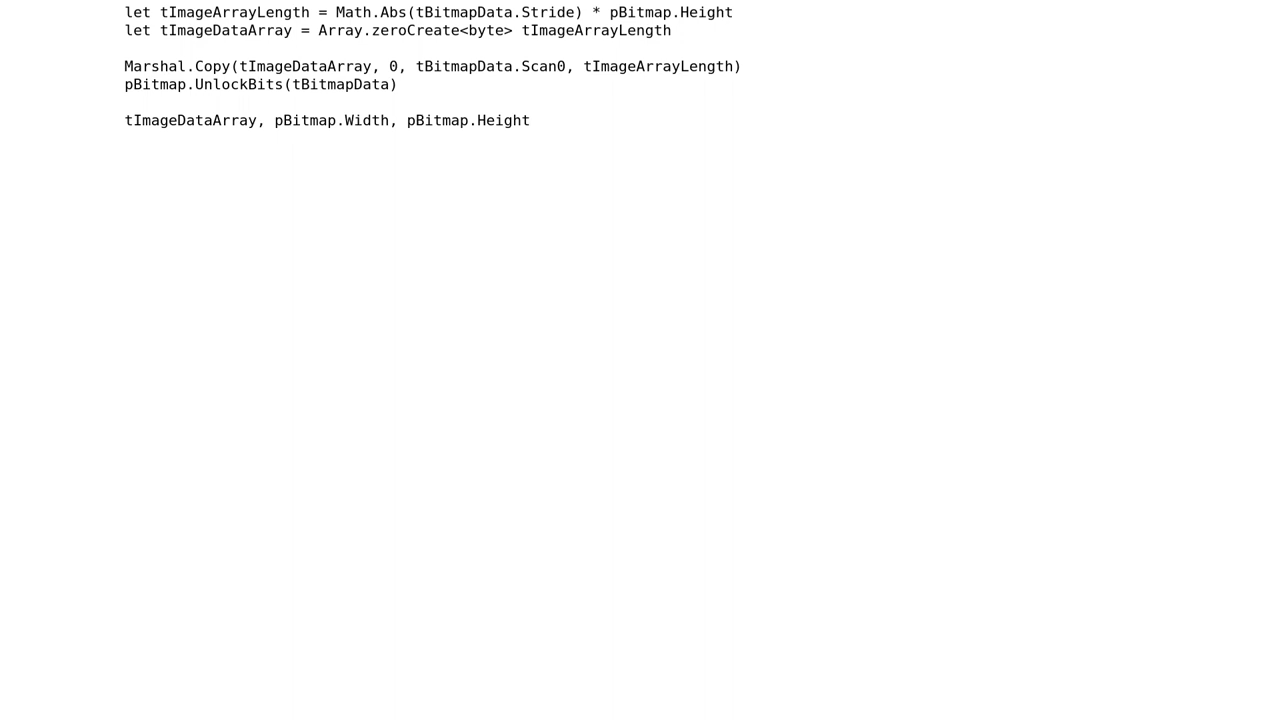 let tImageArrayLength = Math.Abs(tBitmapData.Stride) * pBitmap.Height
let tImageDataArray = Array.zeroCreate<byte> tImageArrayLength
Marshal.Copy(tImageDataArray, 0, tBitmapData.Scan0, tImageArrayLength)
pBitmap.UnlockBits(tBitmapData)
tImageDataArray, pBitmap.Width, pBitmap.Height